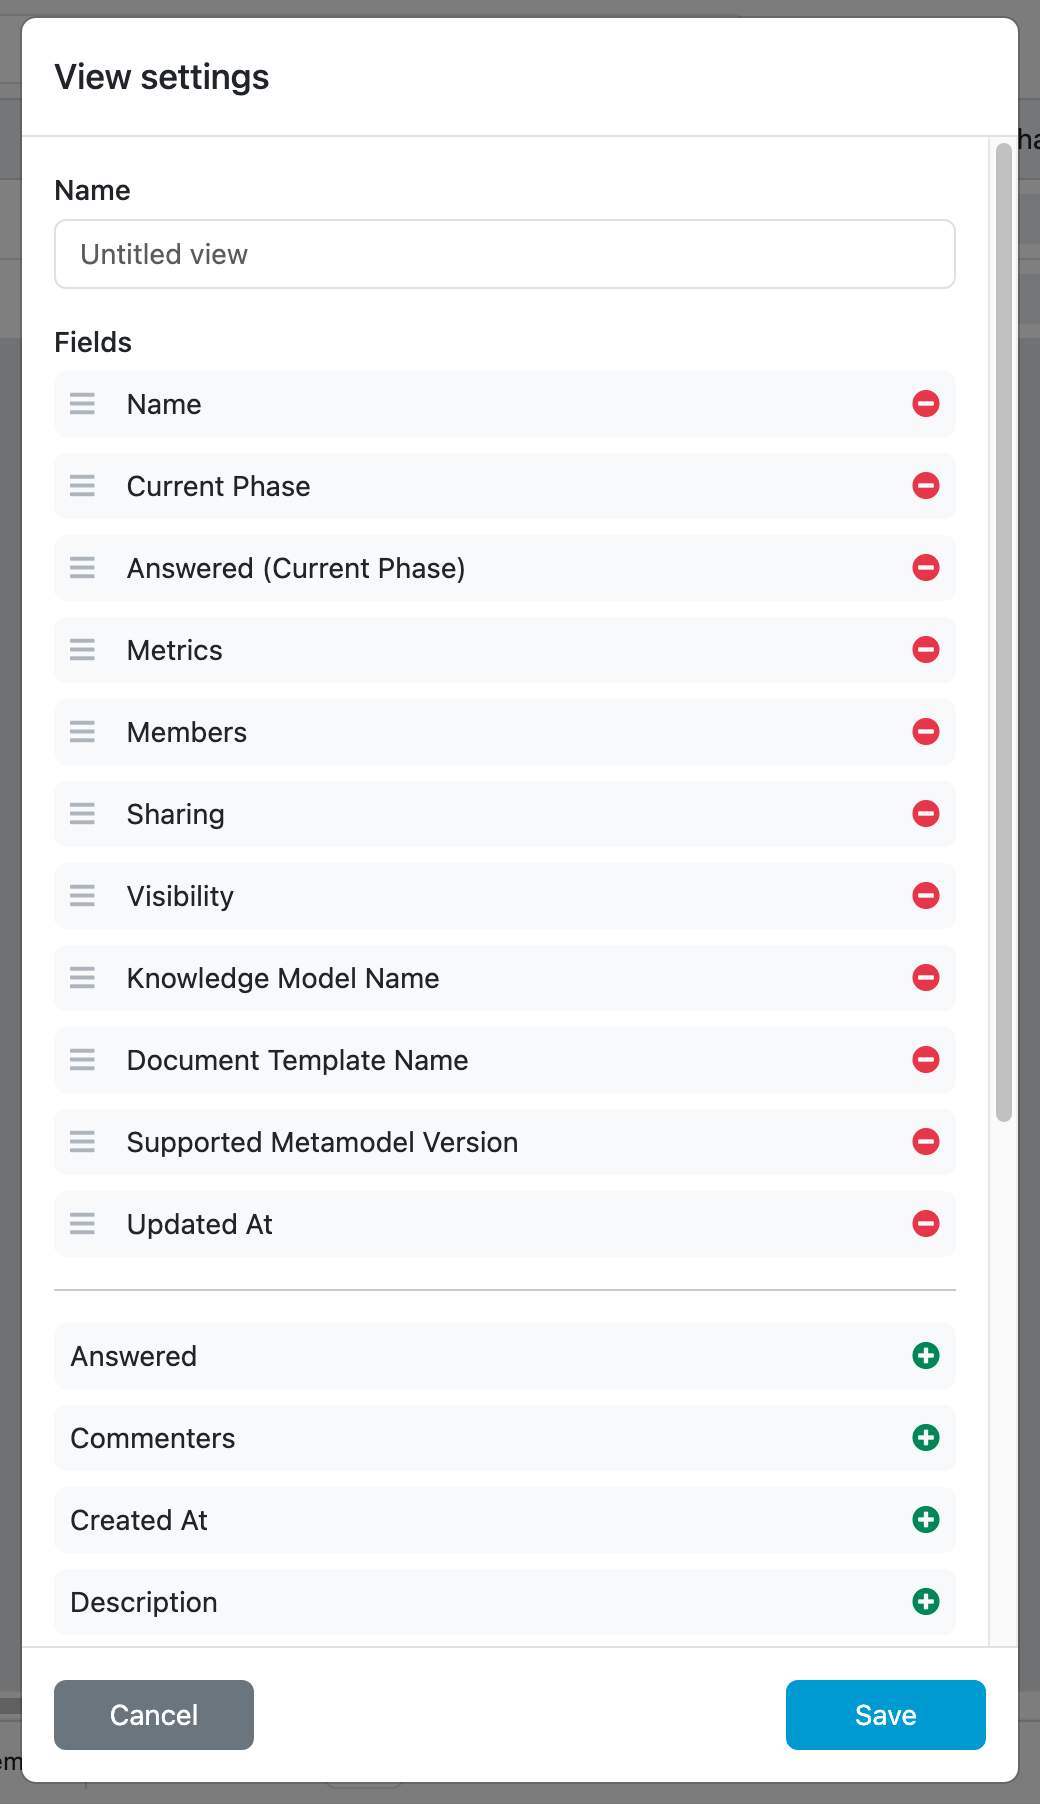 View settings
Name
Untitled view
Fields
Name
Current Phase
Answered (Current Phase)
Metrics
Members
Sharing
Visibility
Knowledge Model Name
Document Template Name
Supported Metamodel Version
Updated At
Answered
Commenters
Created At
Description
Cancel
Save